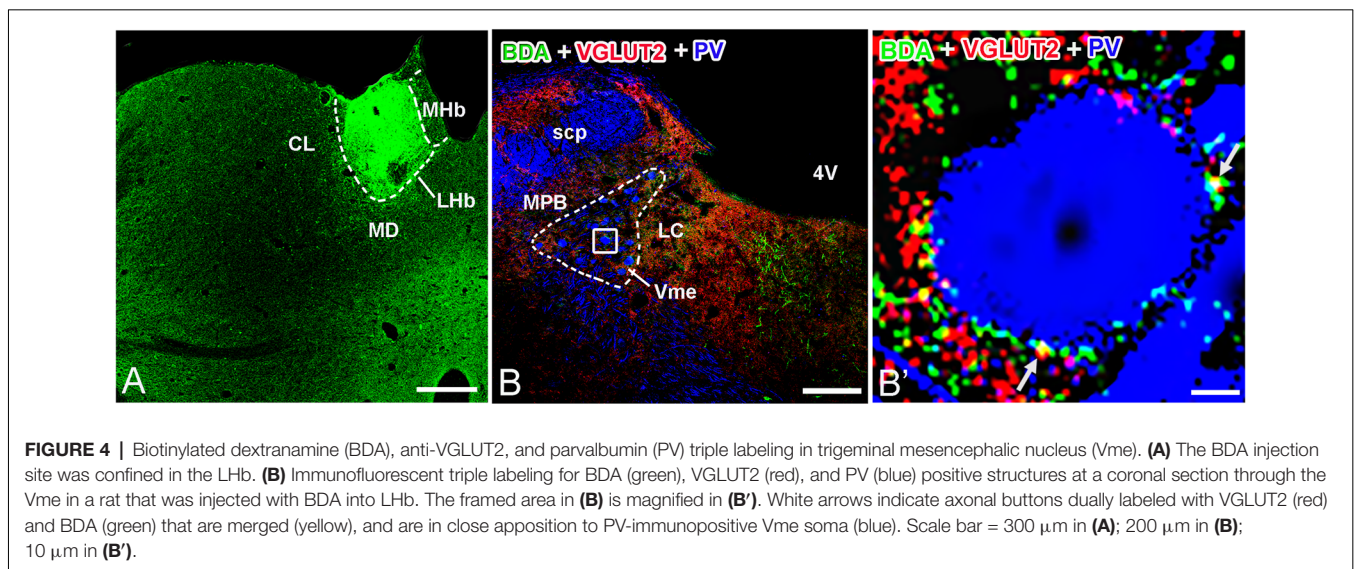 MHb
CL
LHb
MD
A
BDA + VGLUT2 + PV
scp
4V
MPB
LC
Vme
B
BDA + VGLUT2 + PV
B'
FIGURE 4 | Biotinylated dextranamine (BDA), anti-VGLUT2, and parvalbumin (PV) triple labeling in trigeminal mesencephalic nucleus (Vme). (A) The BDA injection
site was confined in the LHb. (B) Immunofluorescent triple labeling for BDA (green), VGLUT2 (red), and PV (blue) positive structures at a coronal section through the
Vme in a rat that was injected with BDA into LHb. The framed area in (B) is magnified in (B′). White arrows indicate axonal buttons dually labeled with VGLUT2 (red)
and BDA (green) that are merged (yellow), and are in close apposition to PV-immunopositive Vme soma (blue). Scale bar = 300 μm in (A); 200 μm in (B);
10 μm in (B′).